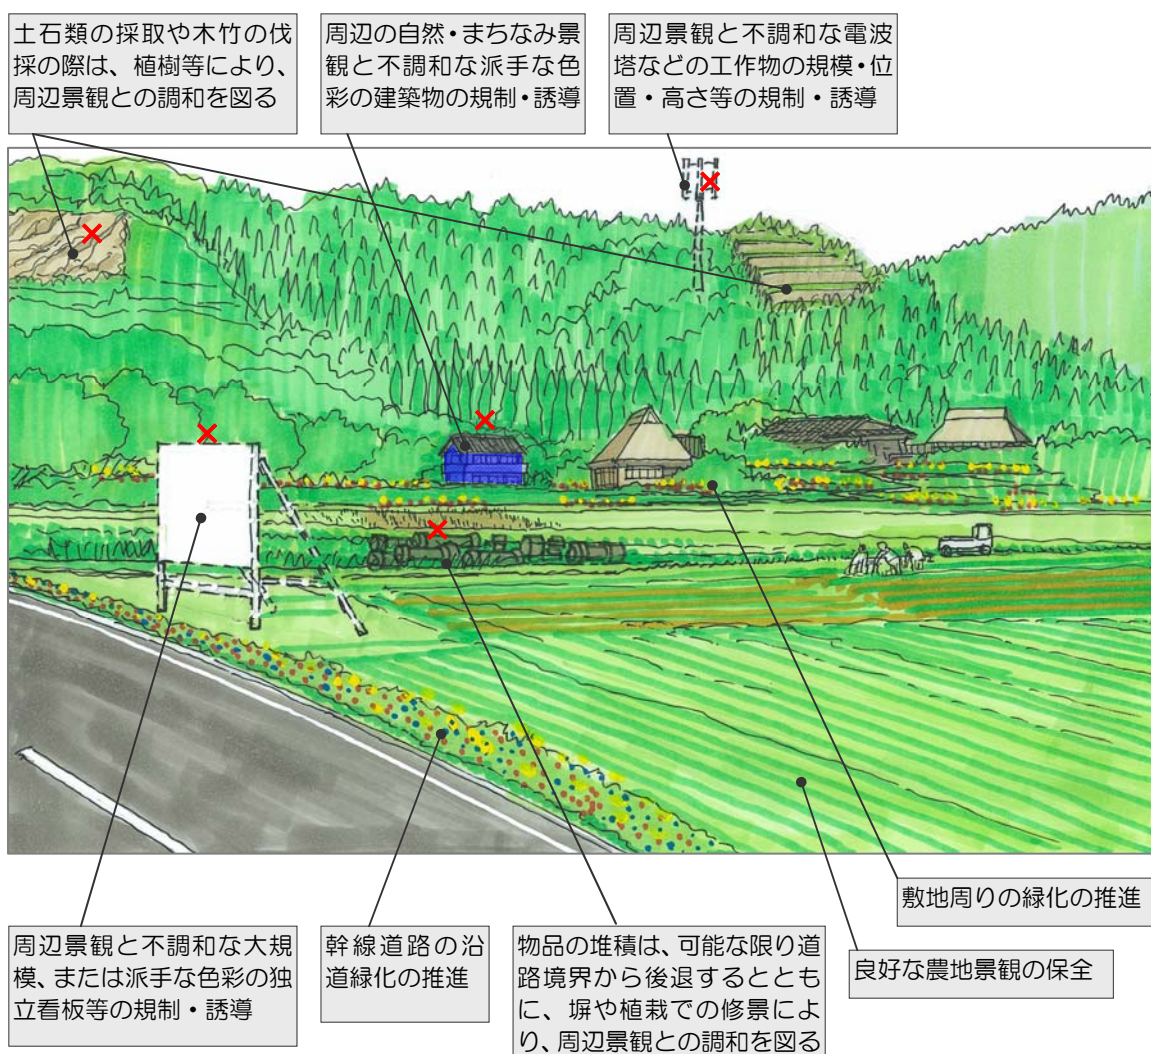 土石類の採取や木竹の伐
採の際は、植樹等により、
周辺景観との調和を図る
周辺の自然・まちなみ景
観と不調和な派手な色
彩の建築物の規制・誘導
周辺景観と不調和な電波
塔などの工作物の規模・位
置・高さ等の規制・誘導
敷地周りの緑化の推進
周辺景観と不調和な大規
模、または派手な色彩の独
立看板等の規制・誘導
幹線道路の沿
道緑化の推進
物品の堆積は、可能な限り道
路境界から後退するととも
に、塀や植栽での修景によ
り、周辺景観との調和を図る
良好な農地景観の保全